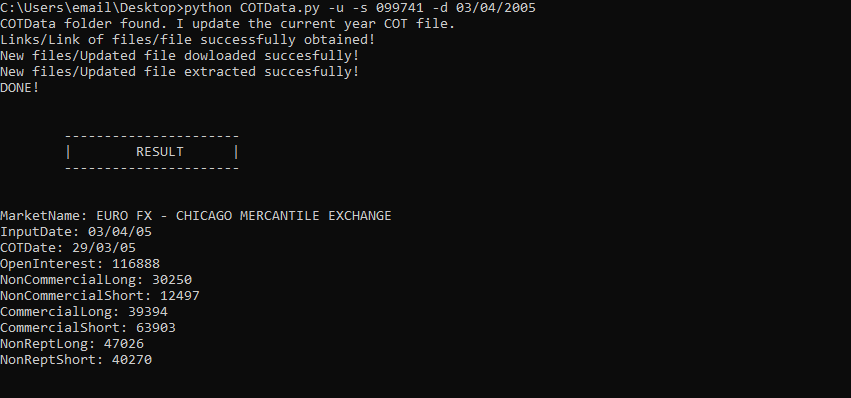 C:\Users\email\Desktop>python COTData.py -u -s 099741 -d 03/04/2005
COTData folder found. I update the current year COT file.
Links/Link of files/file successfully obtained!
New files/Updated file dowloaded succesfully!
New files/Updated file extracted succesfully!
DONE!
-----------------------
| RESULT |
-----------------------
MarketName: EURO FX - CHICAGO MERCANTILE EXCHANGE
InputDate: 03/04/05
COTDate: 29/03/05
OpenInterest: 116888
NonCommercialLong: 30250
NonCommercialShort: 12497
CommercialLong: 39394
CommercialShort: 63903
NonReptLong: 47026
NonReptShort: 40270